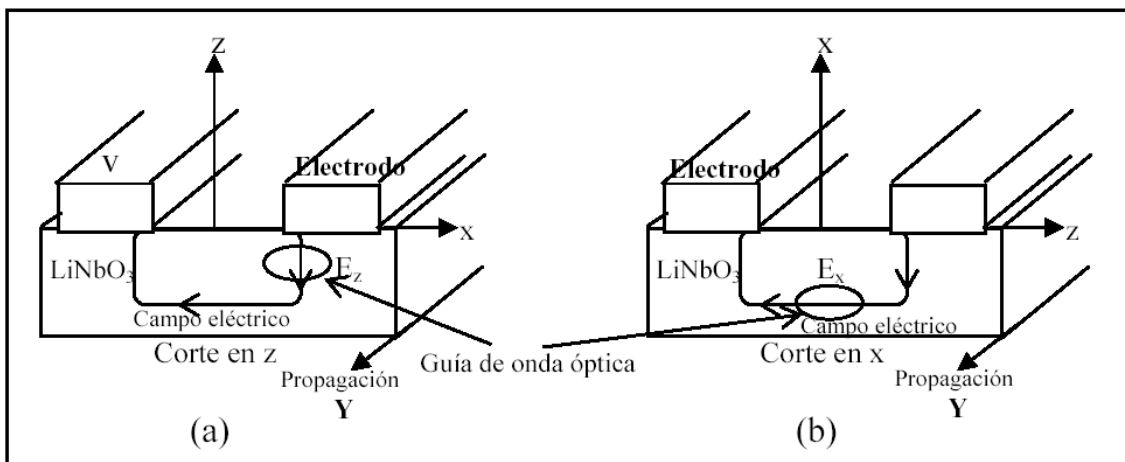 z
V
Electrodo
x
LiNbO3
Ez
Campo eléctrico
Corte en z
Propagación
Y
(a)
Guía de onda óptica
x
Electrodo
z
LiNbO3
Ex
Campo eléctrico
Corte en x
Propagación
Y
(b)